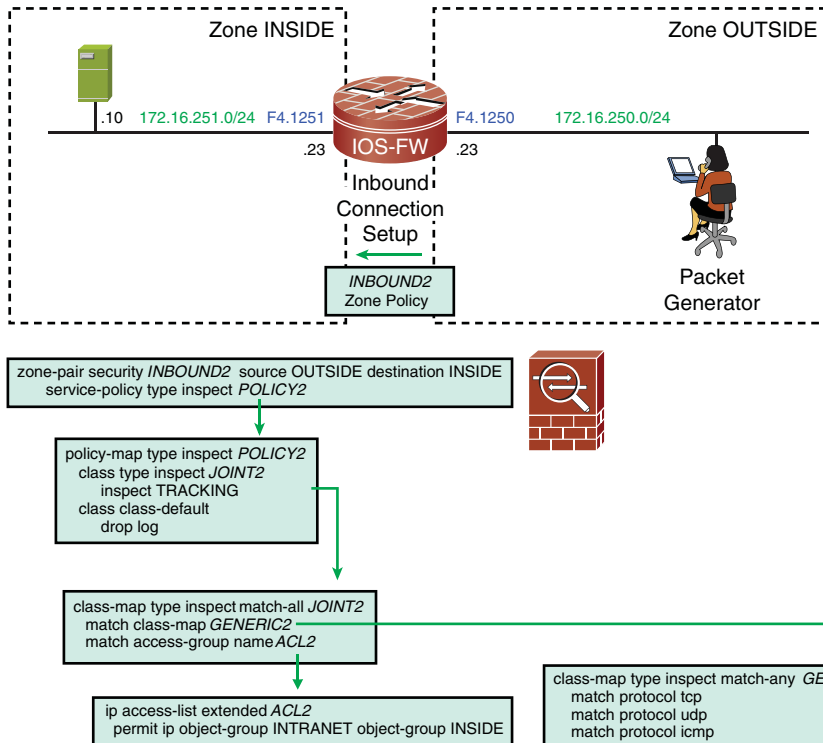 Zone INSIDE
Zone OUTSIDE
.10
172.16.251.0/24
F4.1251
F4.1250
172.16.250.0/24
.23
IOS-FW
.23
Inbound
Connection
Setup
INBOUND2
Zone Policy
Packet
Generator
zone-pair security INBOUND2 source OUTSIDE destination INSIDE
service-policy type inspect POLICY2
policy-map type inspect POLICY2
class type inspect JOINT2
inspect TRACKING
class class-default
drop log
class-map type inspect match-all JOINT2
match class-map GENERIC2
match access-group name ACL2
ip access-list extended ACL2
permit ip object-group INTRANET object-group INSIDE
class-map type inspect match-any GE
match protocol tcp
match protocol udp
match protocol icmp